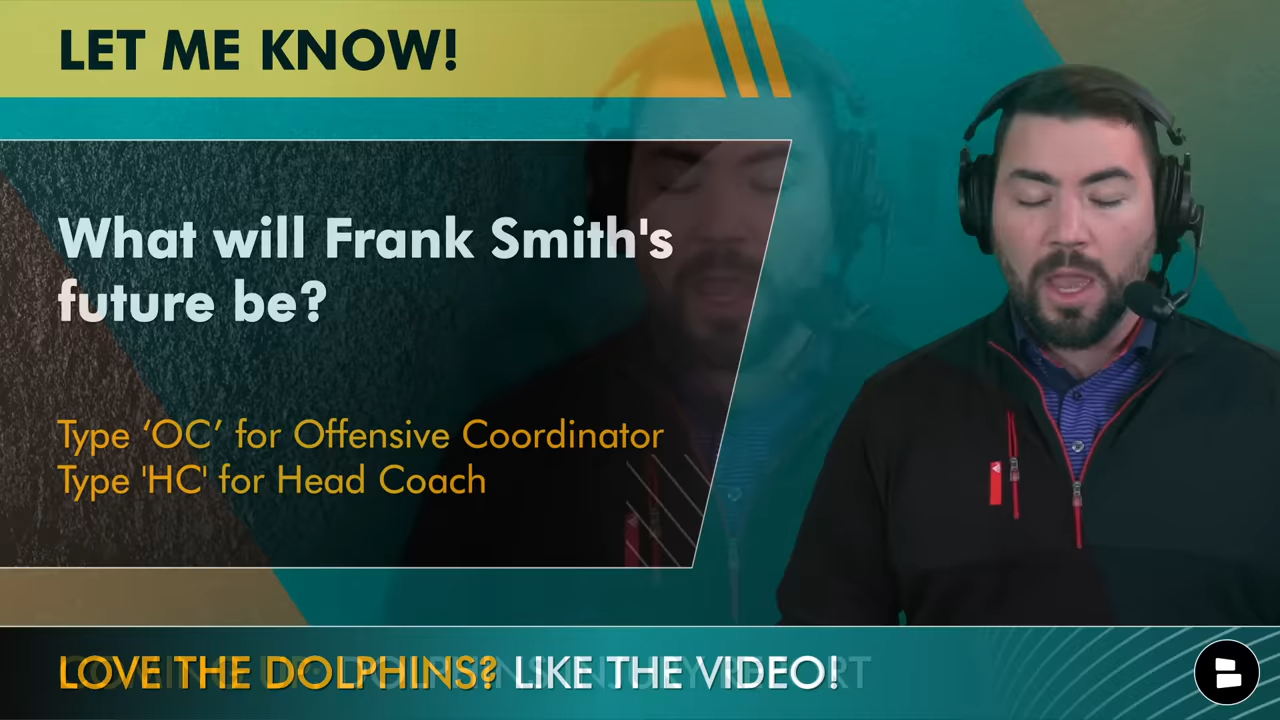 LET ME KNOW!
What will Frank Smith's
future be?
Type ‘OC’ for Offensive Coordinator
Type 'HC' for Head Coach
LOVE THE DOLPHINS? LIKE THE VIDEO!